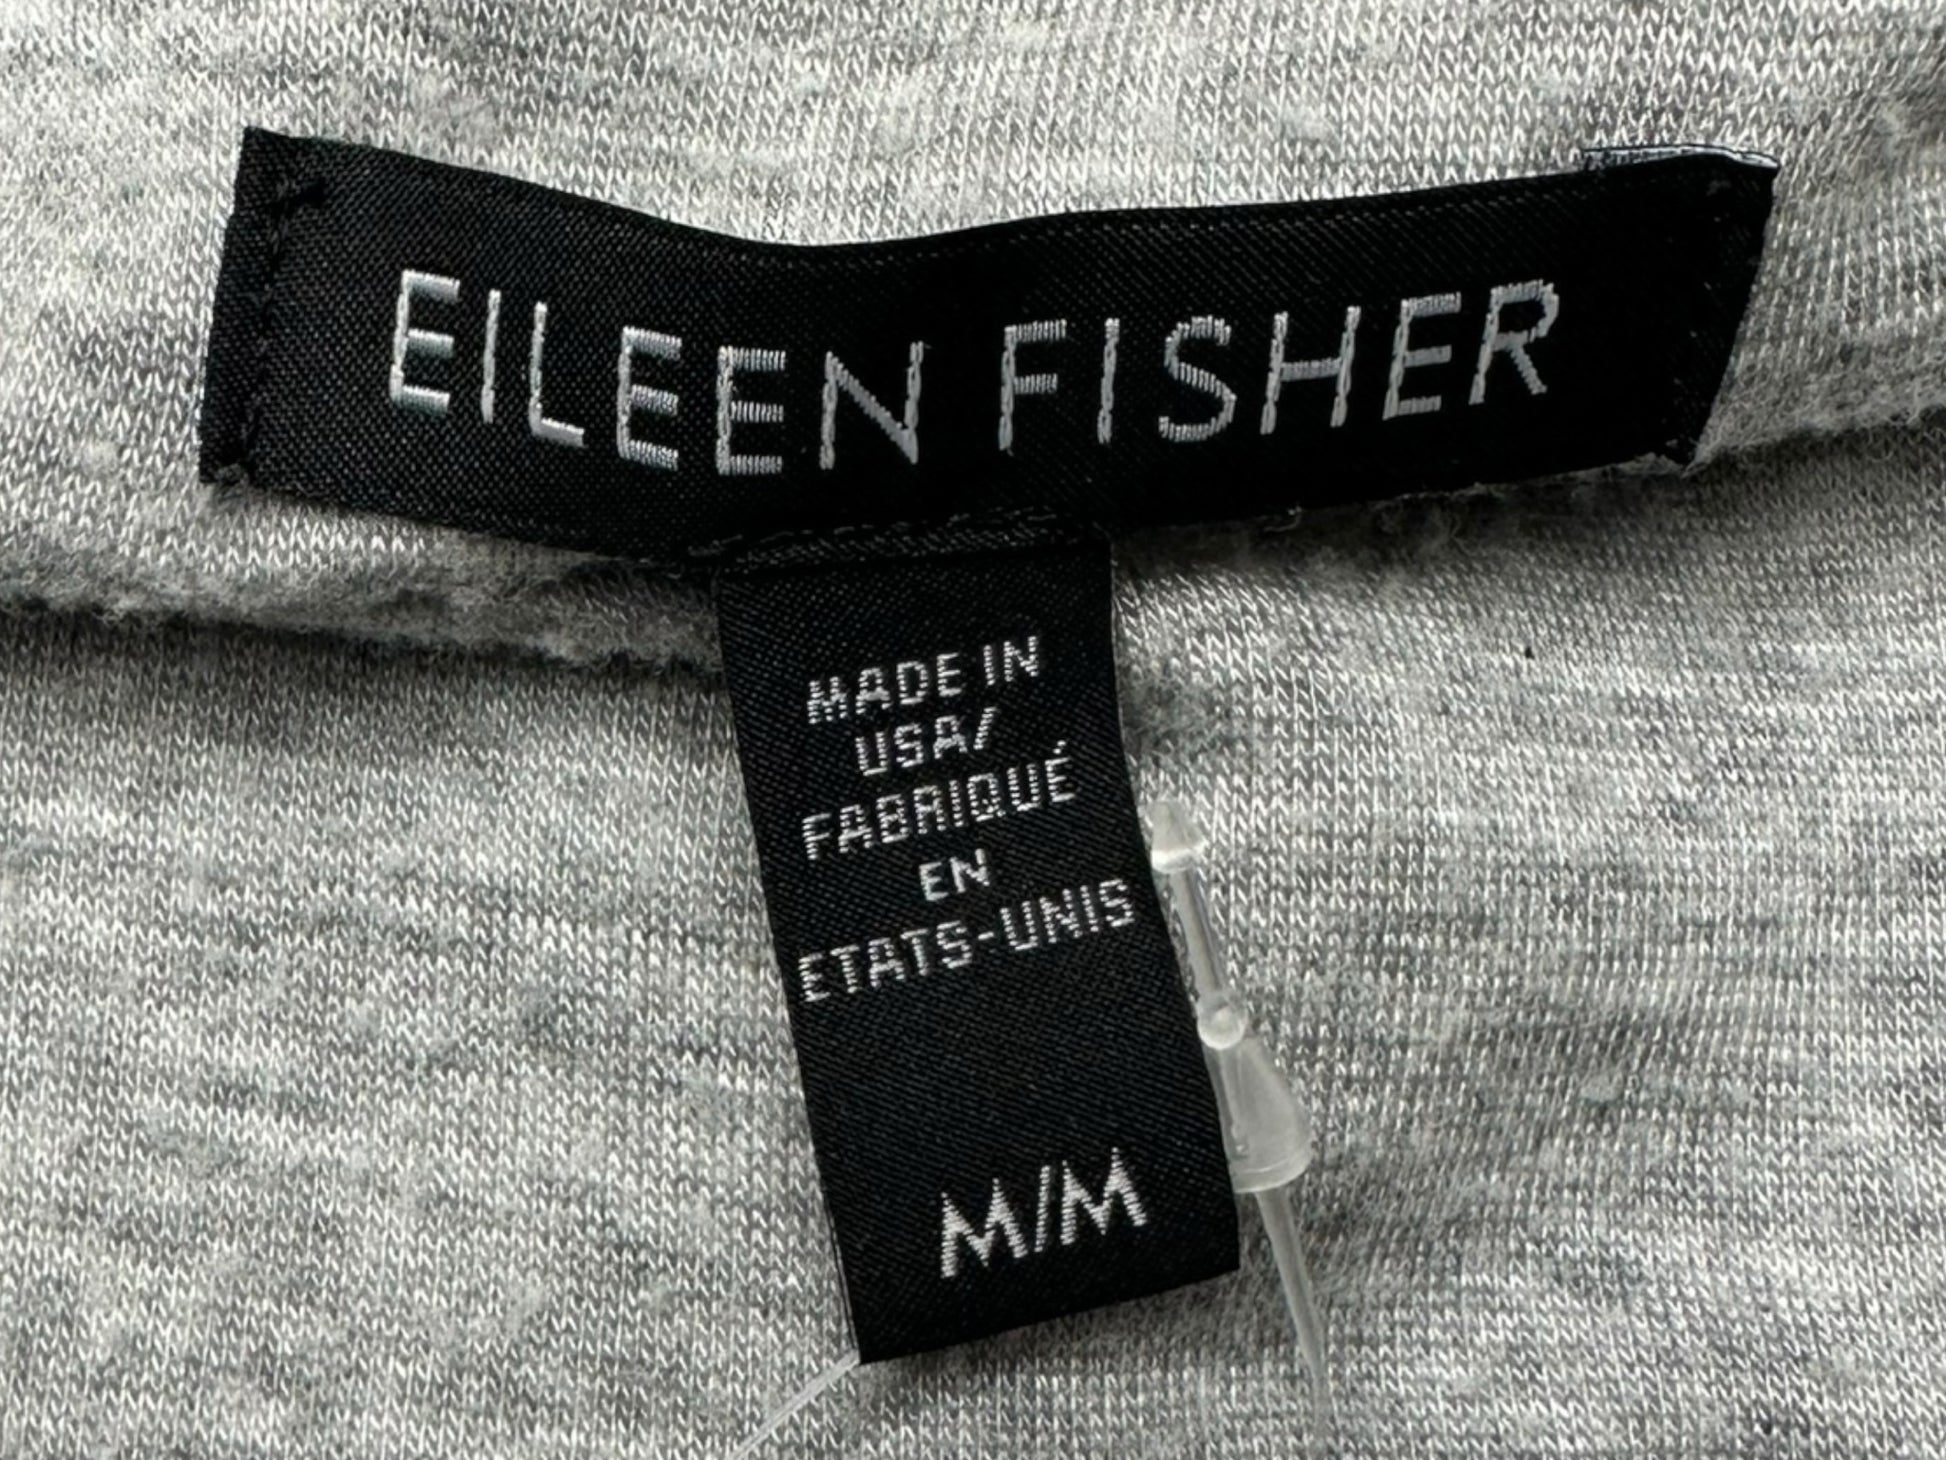 EILEEN FISHER
MADE IN
USA/
FABRIQUÉ
EN
ETATS-UNIS
M/M